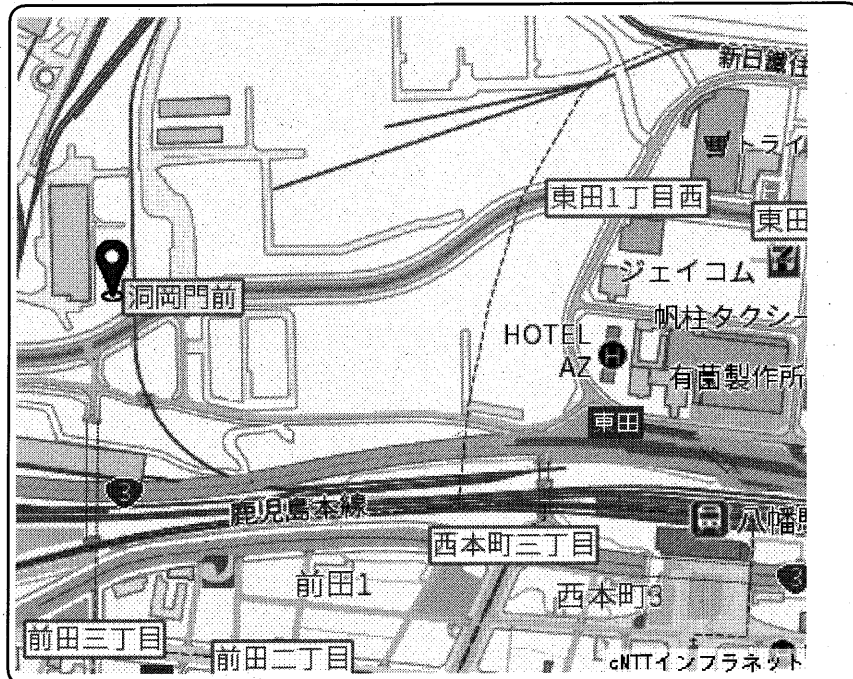 新日鐵住
トライ
東田1丁目西
東田
ジェイコム
洞岡門前
帆柱タクシー
HOTEL
AZ
有薗製作所
東田
3
鹿児島本線
八幡駅
西本町三丁目
前田1
西本町3
3
前田三丁目
前田二丁目
cNTTインフラネット